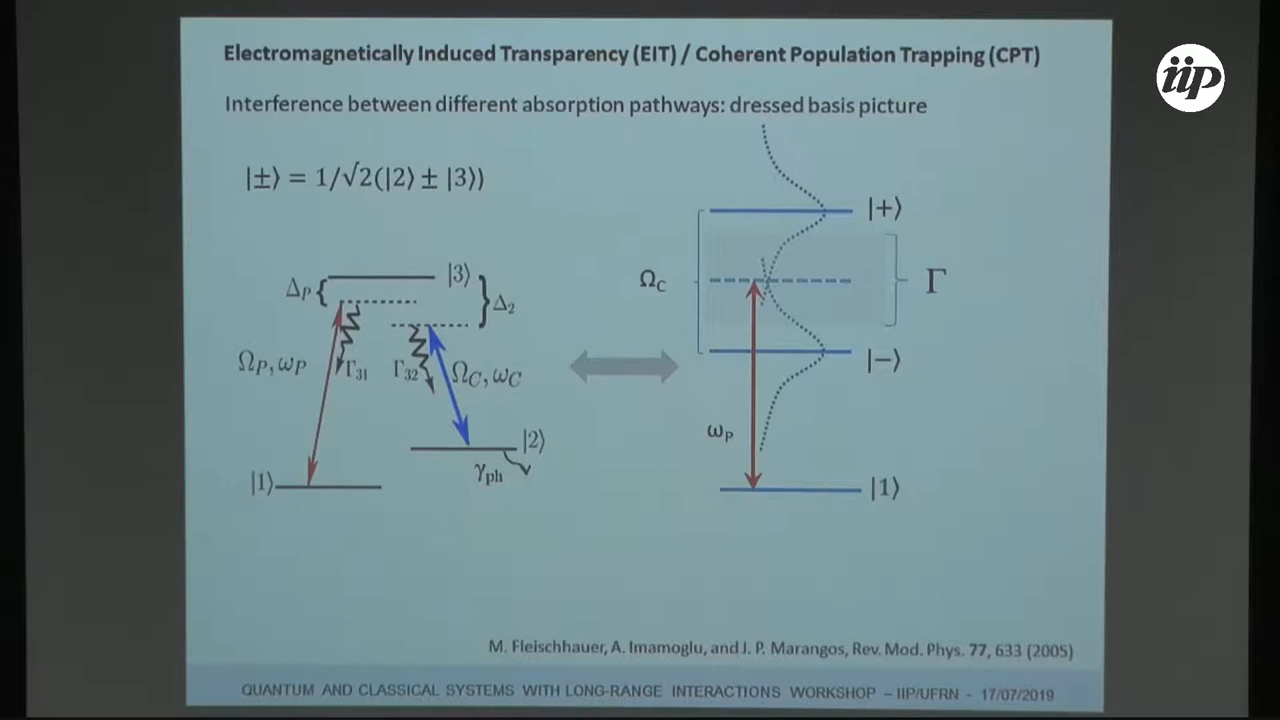 Electromagnetically Induced Transparency (EIT) / Coherent Population Trapping (CPT)
iip
Interference between different absorption pathways: dressed basis picture
|±⟩ = 1/√2(|2⟩ ± |3⟩)
|+⟩
Δ_P
|3⟩
Δ_2
Ω_C
Γ
Ω_P, ω_P
Γ_31
Γ_32
Ω_C, ω_C
|−⟩
ω_P
|2⟩
γ_ph
|1⟩
|1⟩
M. Fleischhauer, A. Imamoglu, and J. P. Marangos, Rev. Mod. Phys. 77, 633 (2005)
QUANTUM AND CLASSICAL SYSTEMS WITH LONG-RANGE INTERACTIONS WORKSHOP – IIP/UFRN - 17/07/2019